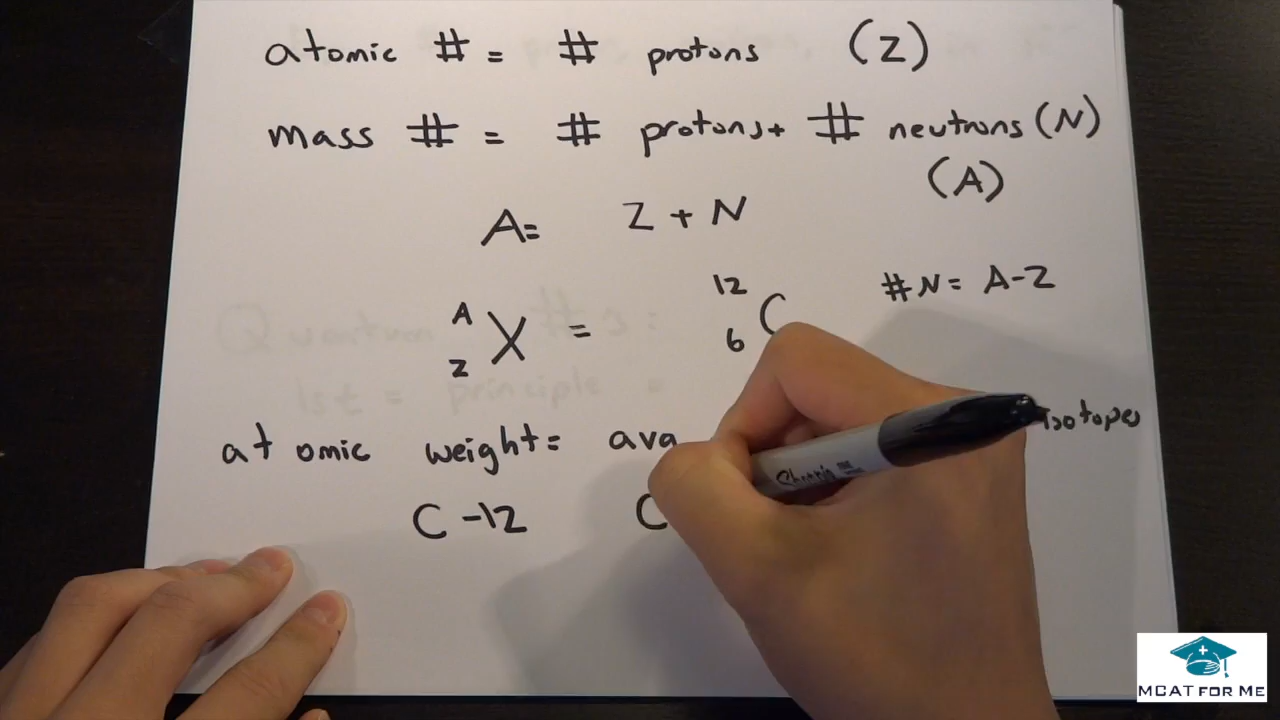 atomic # = # protons (Z)
mass # = # protons + # neutrons (N)
(A)
A = Z + N
#N = A-Z
A
Z X = 12
6 C
atomic weight = avg isotopes
C-12 C
MCAT FOR ME